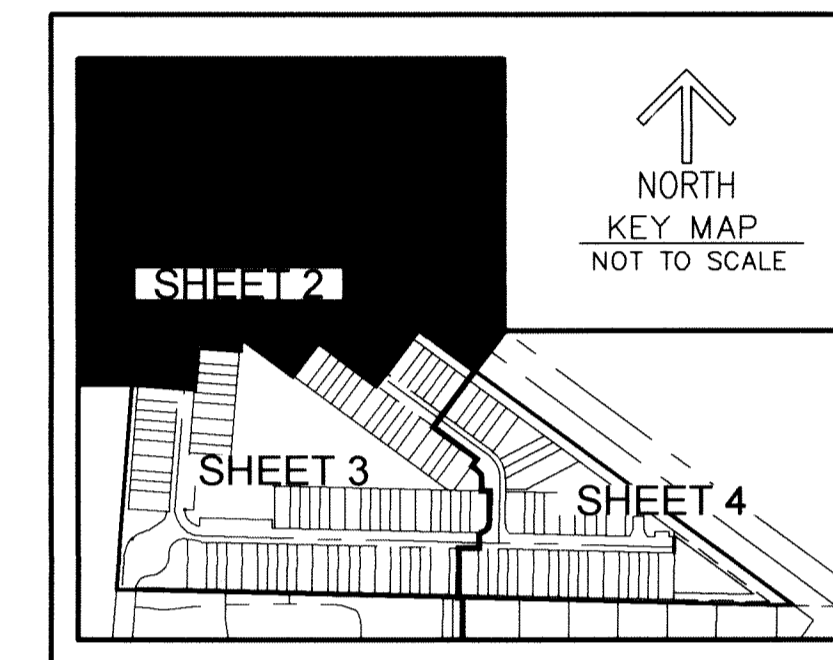 NORTH
KEY MAP
NOT TO SCALE
SHEET 2
SHEET 3
SHEET 4